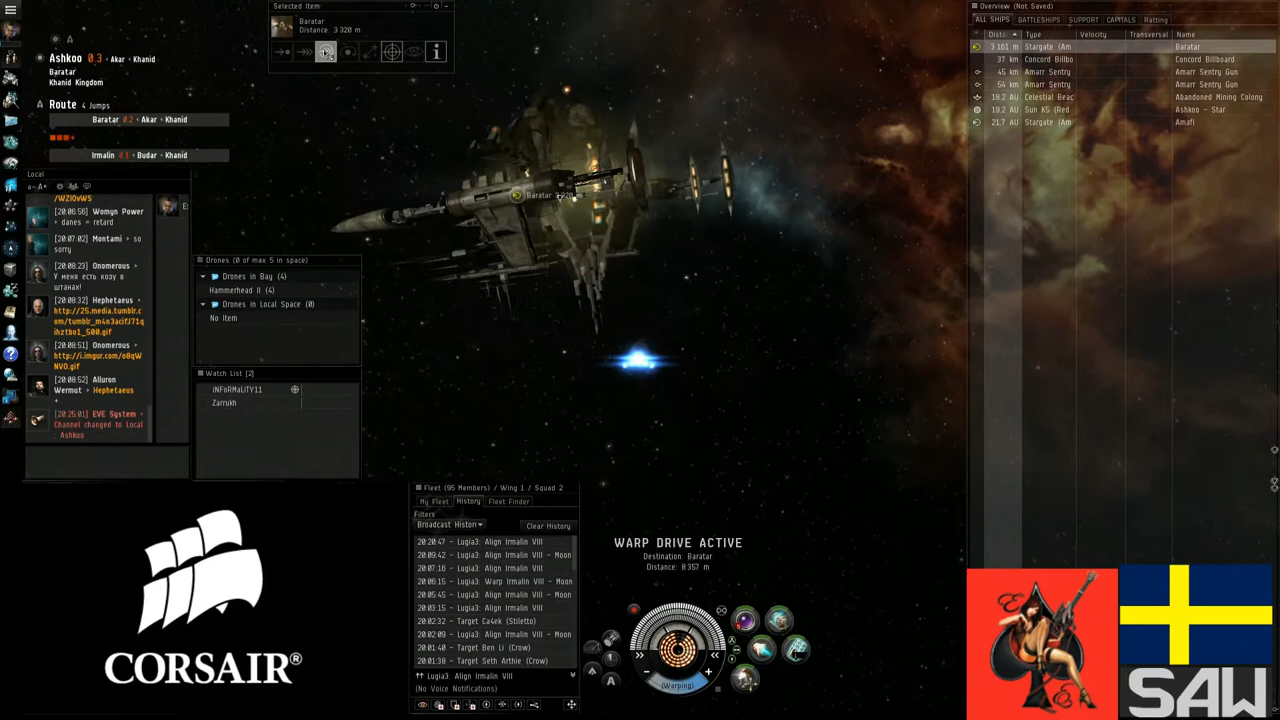 Selected Item
Baratar
Distance: 3 320 m
Ashkoo 0.3 < Akar < Khanid
Baratar
Khanid Kingdom
Route 4 Jumps
Baratar 0.2 < Akar < Khanid
Irmalin 0.1 < Budar < Khanid
Local
/WZlOvWS
[20:06:56] Womyn Power
> danes = retard
[20:07:02] Montami > so
sorry
[20:08:23] Onomerous >
У меня есть козу в
штанах!
[20:08:32] Hephetaeus >
http://25.media.tumblr.c
om/tumblr_m4n3acifJ71q
ihztbo1_500.gif
[20:08:51] Onomerous >
http://i.imgur.com/o8qW
NVO.gif
[20:08:52] Alluron
Wermut > Hephetaeus
+
[20:25:01] EVE System >
Channel changed to Local
Ashkoo
Drones (0 of max 5 in space)
Drones in Bay (4)
Hammerhead II (4)
Drones in Local Space (0)
No Item
Watch List [2]
iNFoRMaLiTY11
Zarrukh
Baratar
Fleet (95 Members) / Wing 1 / Squad 2
My Fleet History Fleet Finder
Filters
Broadcast History Clear History
20:20:47 - Lugia3: Align Irmalin VIII
20:09:42 - Lugia3: Align Irmalin VIII - Moon
20:07:16 - Lugia3: Align Irmalin VIII
20:06:15 - Lugia3: Warp Irmalin VIII - Moon
20:05:45 - Lugia3: Align Irmalin VIII - Moon
20:03:15 - Lugia3: Align Irmalin VIII
20:02:32 - Target Ca4ek (Stiletto)
20:02:09 - Lugia3: Align Irmalin VIII - Moon
20:01:40 - Target Ben Li (Crow)
20:01:38 - Target Seth Arthie (Crow)
Lugia3: Align Irmalin VIII
(No Voice Notifications)
WARP DRIVE ACTIVE
Destination: Baratar
Distance: 8 357 m
(Warping)
Overview (Not Saved)
ALL SHIPS BATTLESHIPS SUPPORT CAPITALS Ratting
Dista Type Velocity Transversal Name
3 161 m Stargate (Am Baratar
37 km Concord Billbo Concord Billboard
45 km Amarr Sentry Amarr Sentry Gun
54 km Amarr Sentry Amarr Sentry Gun
18.2 AU Celestial Beac Abandoned Mining Colony
19.2 AU Sun K5 (Red Ashkoo - Star
21.7 AU Stargate (Am Amafi
CORSAIR®
SAW